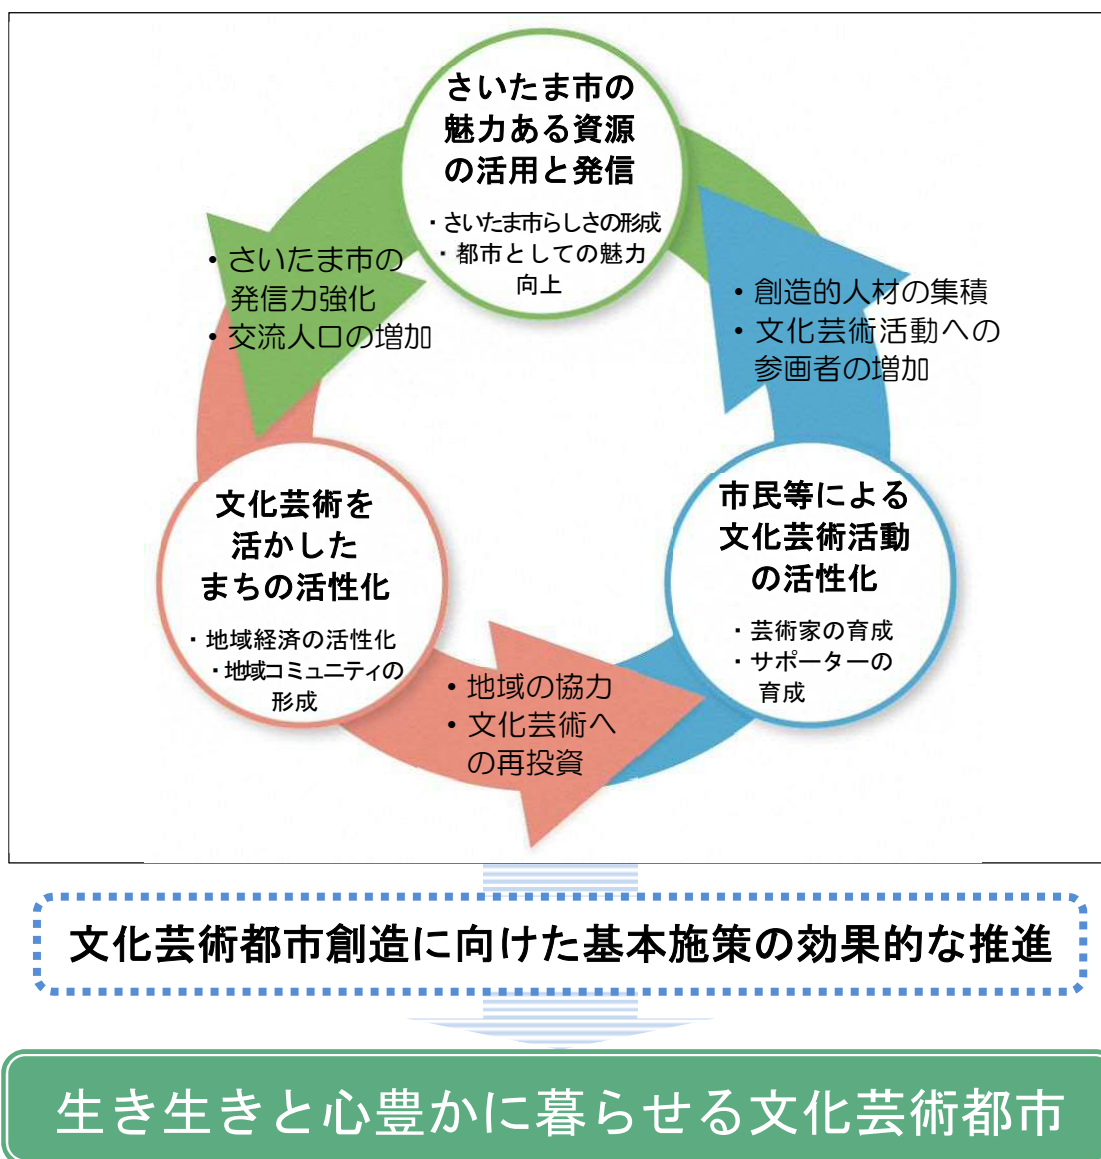 さいたま市の
魅力ある資源
の活用と発信
・さいたま市らしさの形成
・都市としての魅力
向上
・さいたま市の
発信力強化
・交流人口の増加
・創造的人材の集積
・文化芸術活動への
参画者の増加
文化芸術を
活かした
まちの活性化
・地域経済の活性化
・地域コミュニティの
形成
市民等による
文化芸術活動
の活性化
・芸術家の育成
・サポーターの
育成
・地域の協力
・文化芸術へ
の再投資
文化芸術都市創造に向けた基本施策の効果的な推進
生き生きと心豊かに暮らせる文化芸術都市